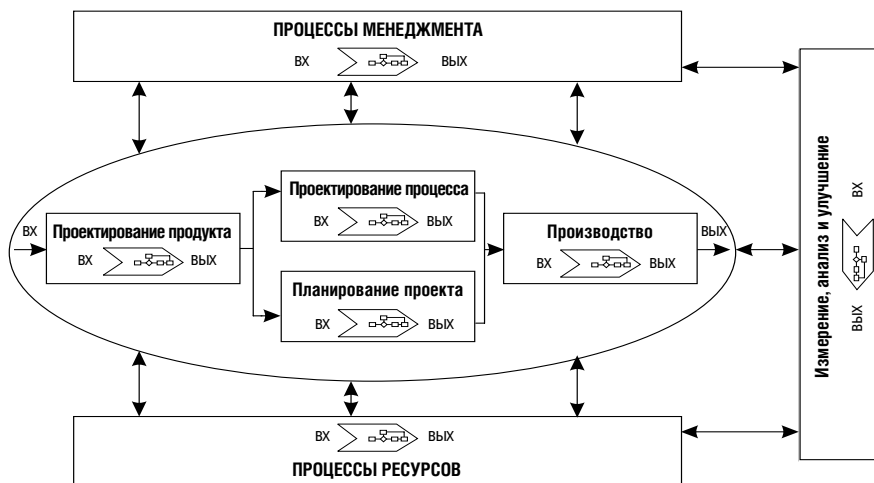 ПРОЦЕССЫ МЕНЕДЖМЕНТА
ВХ ВЫХ
ВХ
Проектирование продукта
ВХ ВЫХ
Проектирование процесса
ВХ ВЫХ
Планирование проекта
ВХ ВЫХ
Производство
ВХ ВЫХ
ВЫХ
ВХ ВЫХ
ПРОЦЕССЫ РЕСУРСОВ
Измерение, анализ и улучшение
ВХ ВЫХ